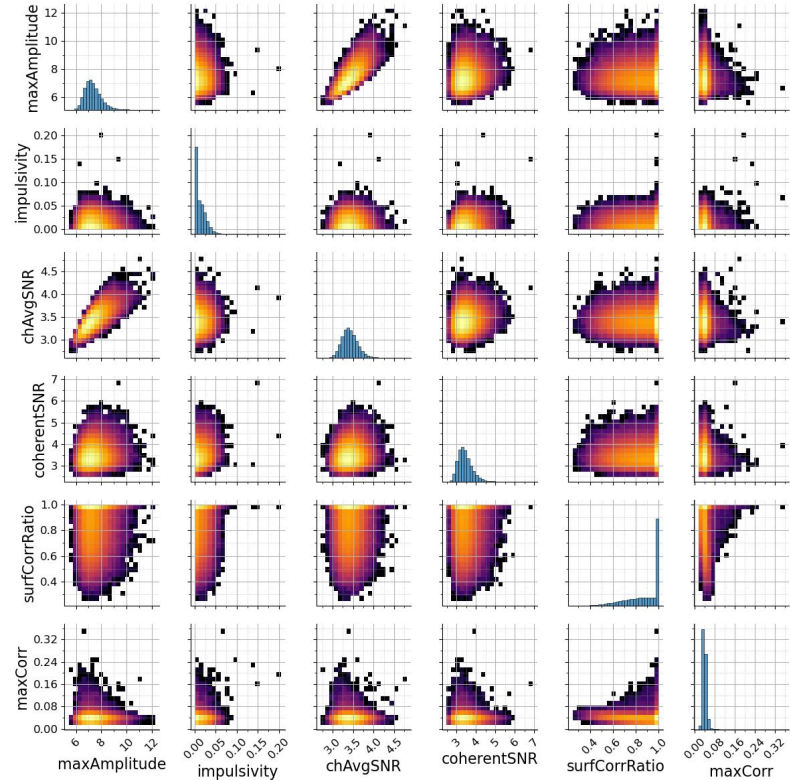 12
10
8
6
maxAmplitude
0.20
0.15
0.10
0.05
0.00
impulsivity
4.5
4.0
3.5
3.0
chAvgSNR
7
6
5
4
3
coherentSNR
1.0
0.8
0.6
0.4
surfCorrRatio
0.32
0.24
0.16
0.08
0.00
maxCorr
6 8 10 12
0.00 0.05 0.10 0.15 0.20
3.0 3.5 4.0 4.5
3 4 5 6 7
0.4 0.6 0.8 1.0
0.00 0.08 0.16 0.24 0.32
maxAmplitude impulsivity chAvgSNR coherentSNR surfCorrRatio maxCorr